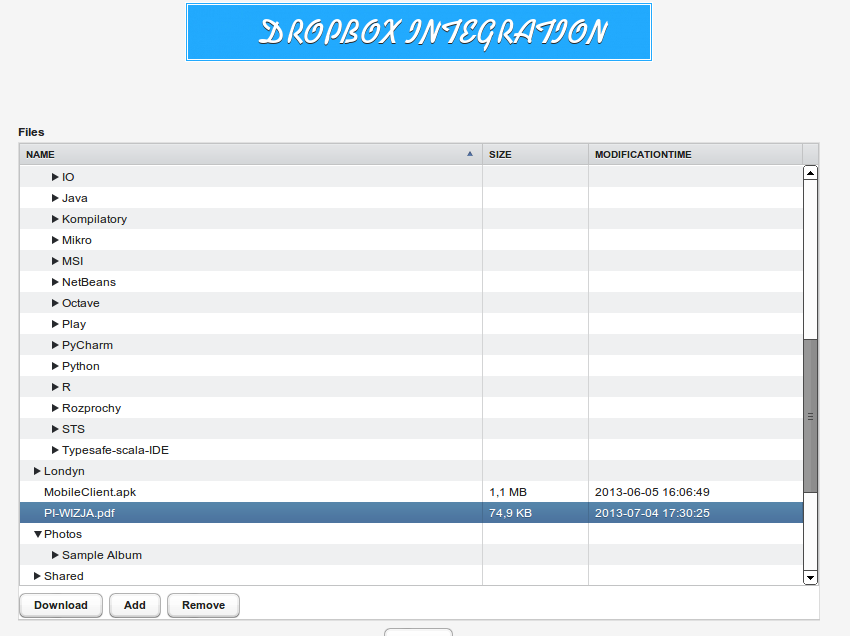 DROPBOX INTEGRATION
Files
NAME SIZE MODIFICATIONTIME
IO
Java
Kompilatory
Mikro
MSI
NetBeans
Octave
Play
PyCharm
Python
R
Rozprochy
STS
Typesafe-scala-IDE
Londyn
MobileClient.apk 1,1 MB 2013-06-05 16:06:49
PI-WIZJA.pdf 74,9 KB 2013-07-04 17:30:25
Photos
Sample Album
Shared
Download Add Remove